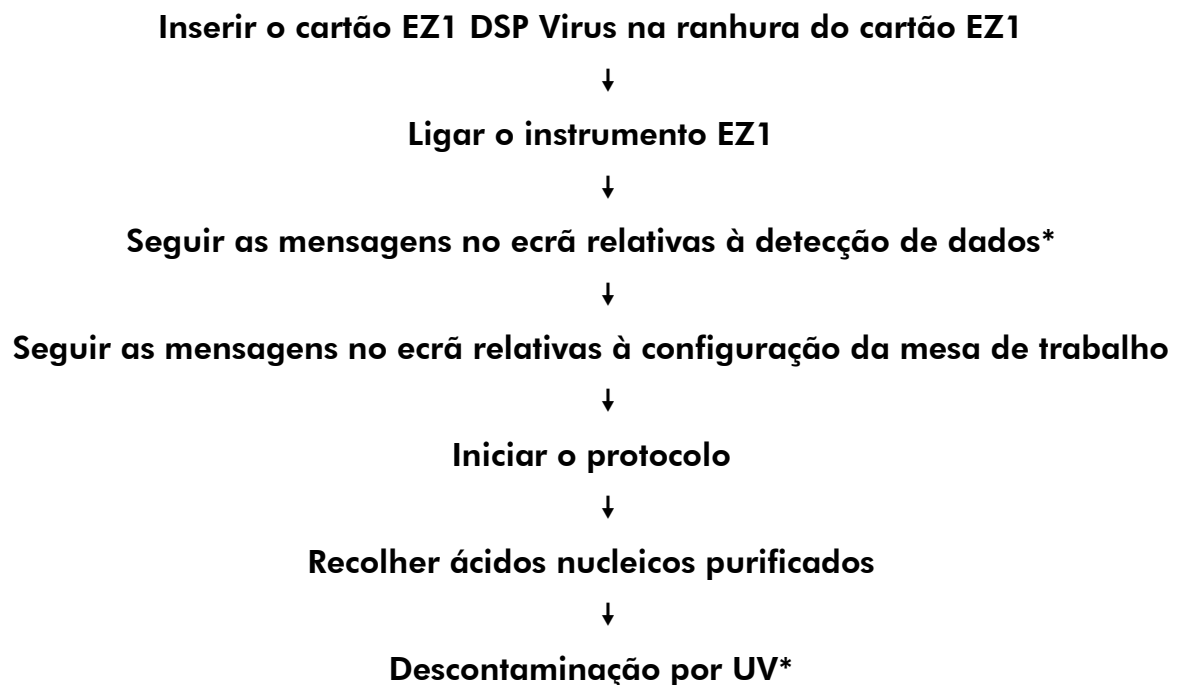 Inserir o cartão EZ1 DSP Virus na ranhura do cartão EZ1
↓
Ligar o instrumento EZ1
↓
Seguir as mensagens no ecrã relativas à detecção de dados*
↓
Seguir as mensagens no ecrã relativas à configuração da mesa de trabalho
↓
Iniciar o protocolo
↓
Recolher ácidos nucleicos purificados
↓
Descontaminação por UV*